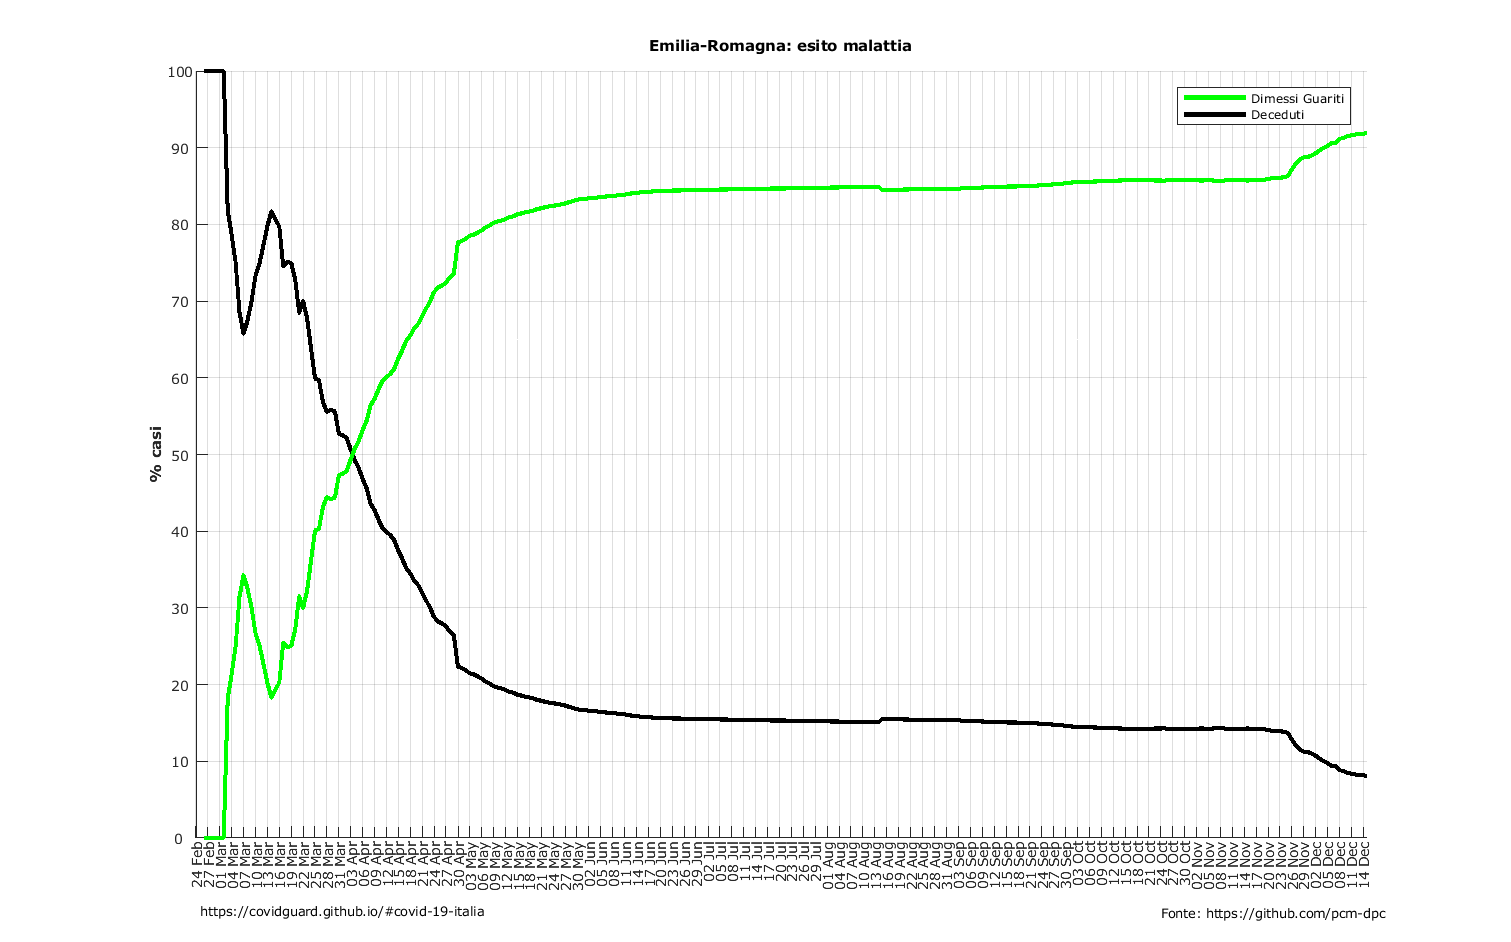 Emilia-Romagna: esito malattia
Dimessi Guariti
Deceduti
100
90
80
70
60
50
40
30
20
10
0
% casi
24 Feb
27 Feb
01 Mar
04 Mar
07 Mar
10 Mar
13 Mar
16 Mar
19 Mar
22 Mar
25 Mar
28 Mar
31 Mar
03 Apr
06 Apr
09 Apr
12 Apr
15 Apr
18 Apr
21 Apr
24 Apr
27 Apr
30 Apr
03 May
06 May
09 May
12 May
15 May
18 May
21 May
24 May
27 May
30 May
02 Jun
05 Jun
08 Jun
11 Jun
14 Jun
17 Jun
20 Jun
23 Jun
26 Jun
29 Jun
02 Jul
05 Jul
08 Jul
11 Jul
14 Jul
17 Jul
20 Jul
23 Jul
26 Jul
29 Jul
01 Aug
04 Aug
07 Aug
10 Aug
13 Aug
16 Aug
19 Aug
22 Aug
25 Aug
28 Aug
31 Aug
03 Sep
06 Sep
09 Sep
12 Sep
15 Sep
18 Sep
21 Sep
24 Sep
27 Sep
30 Sep
03 Oct
06 Oct
09 Oct
12 Oct
15 Oct
18 Oct
21 Oct
24 Oct
27 Oct
30 Oct
02 Nov
05 Nov
08 Nov
11 Nov
14 Nov
17 Nov
20 Nov
23 Nov
26 Nov
29 Nov
02 Dec
05 Dec
08 Dec
11 Dec
14 Dec
https://covidguard.github.io/#covid-19-italia
Fonte: https://github.com/pcm-dpc